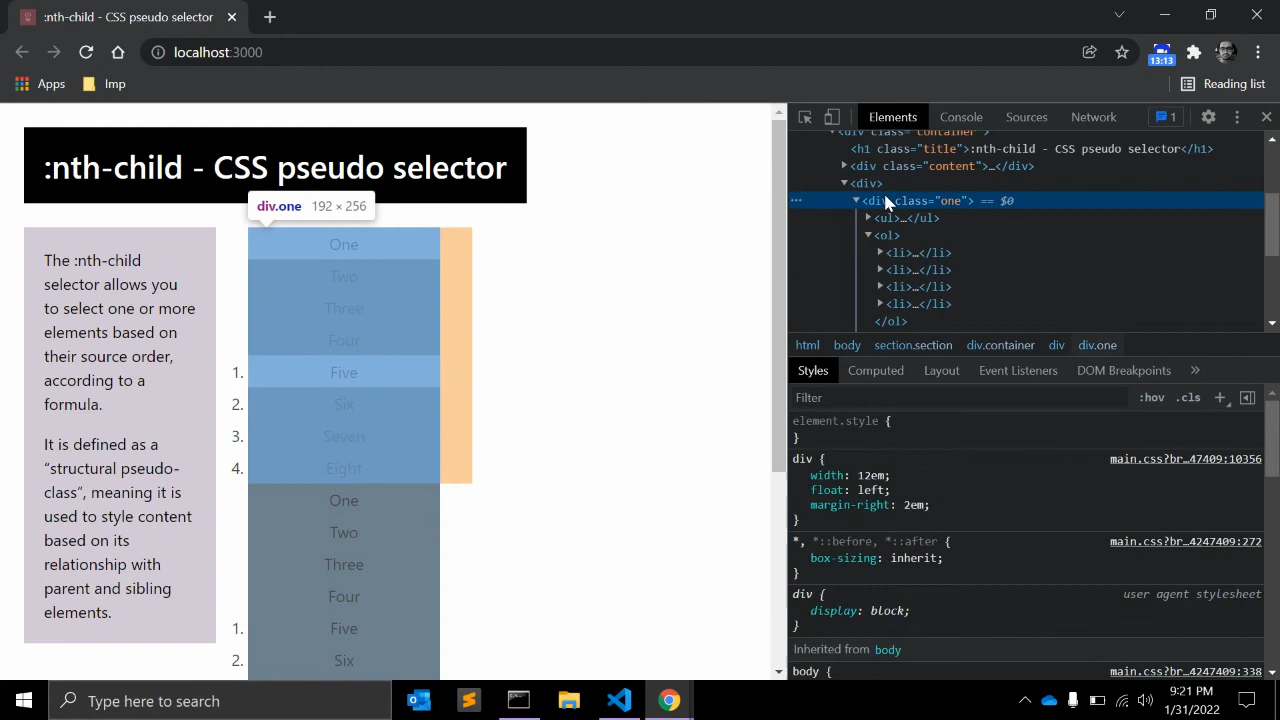 :nth-child - CSS pseudo selector
localhost:3000
13:13
Apps
Imp
Reading list
:nth-child - CSS pseudo selector
div.one 192 × 256
The :nth-child
selector allows you
to select one or more
elements based on
their source order,
according to a
formula.
It is defined as a
“structural pseudo-
class”, meaning it is
used to style content
based on its
relationship with
parent and sibling
elements.
One
Two
Three
Four
1. Five
2. Six
3. Seven
4. Eight
One
Two
Three
Four
1. Five
2. Six
Elements Console Sources Network 1
<div class="container">
<h1 class="title">:nth-child - CSS pseudo selector</h1>
<div class="content">…</div>
<div>
… <div class="one"> == $0
<ul>…</ul>
<ol>
<li>…</li>
<li>…</li>
<li>…</li>
<li>…</li>
</ol>
html body section.section div.container div div.one
Styles Computed Layout Event Listeners DOM Breakpoints »
Filter :hov .cls +
element.style {
}
div { main.css?br…47409:10356
width: 12em;
float: left;
margin-right: 2em;
}
*, *::before, *::after { main.css?br…4247409:272
box-sizing: inherit;
}
div { user agent stylesheet
display: block;
}
Inherited from body
body { main.css?br…4247409:338
Type here to search
9:21 PM
1/31/2022